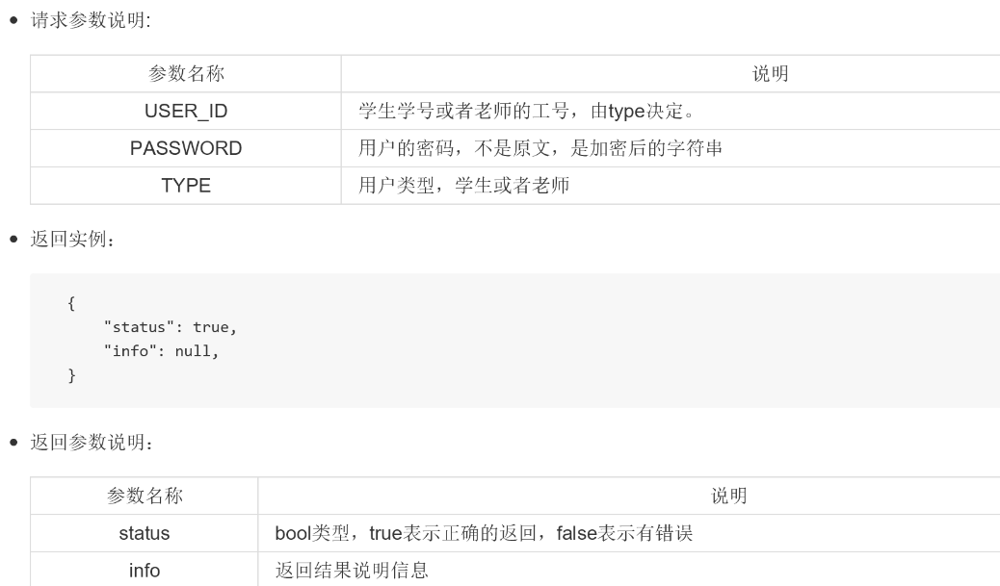 请求参数说明:
参数名称 说明
USER_ID 学生学号或者老师的工号，由type决定。
PASSWORD 用户的密码，不是原文，是加密后的字符串
TYPE 用户类型，学生或者老师
返回实例：
{
"status": true,
"info": null,
}
返回参数说明：
参数名称 说明
status bool类型，true表示正确的返回，false表示有错误
info 返回结果说明信息